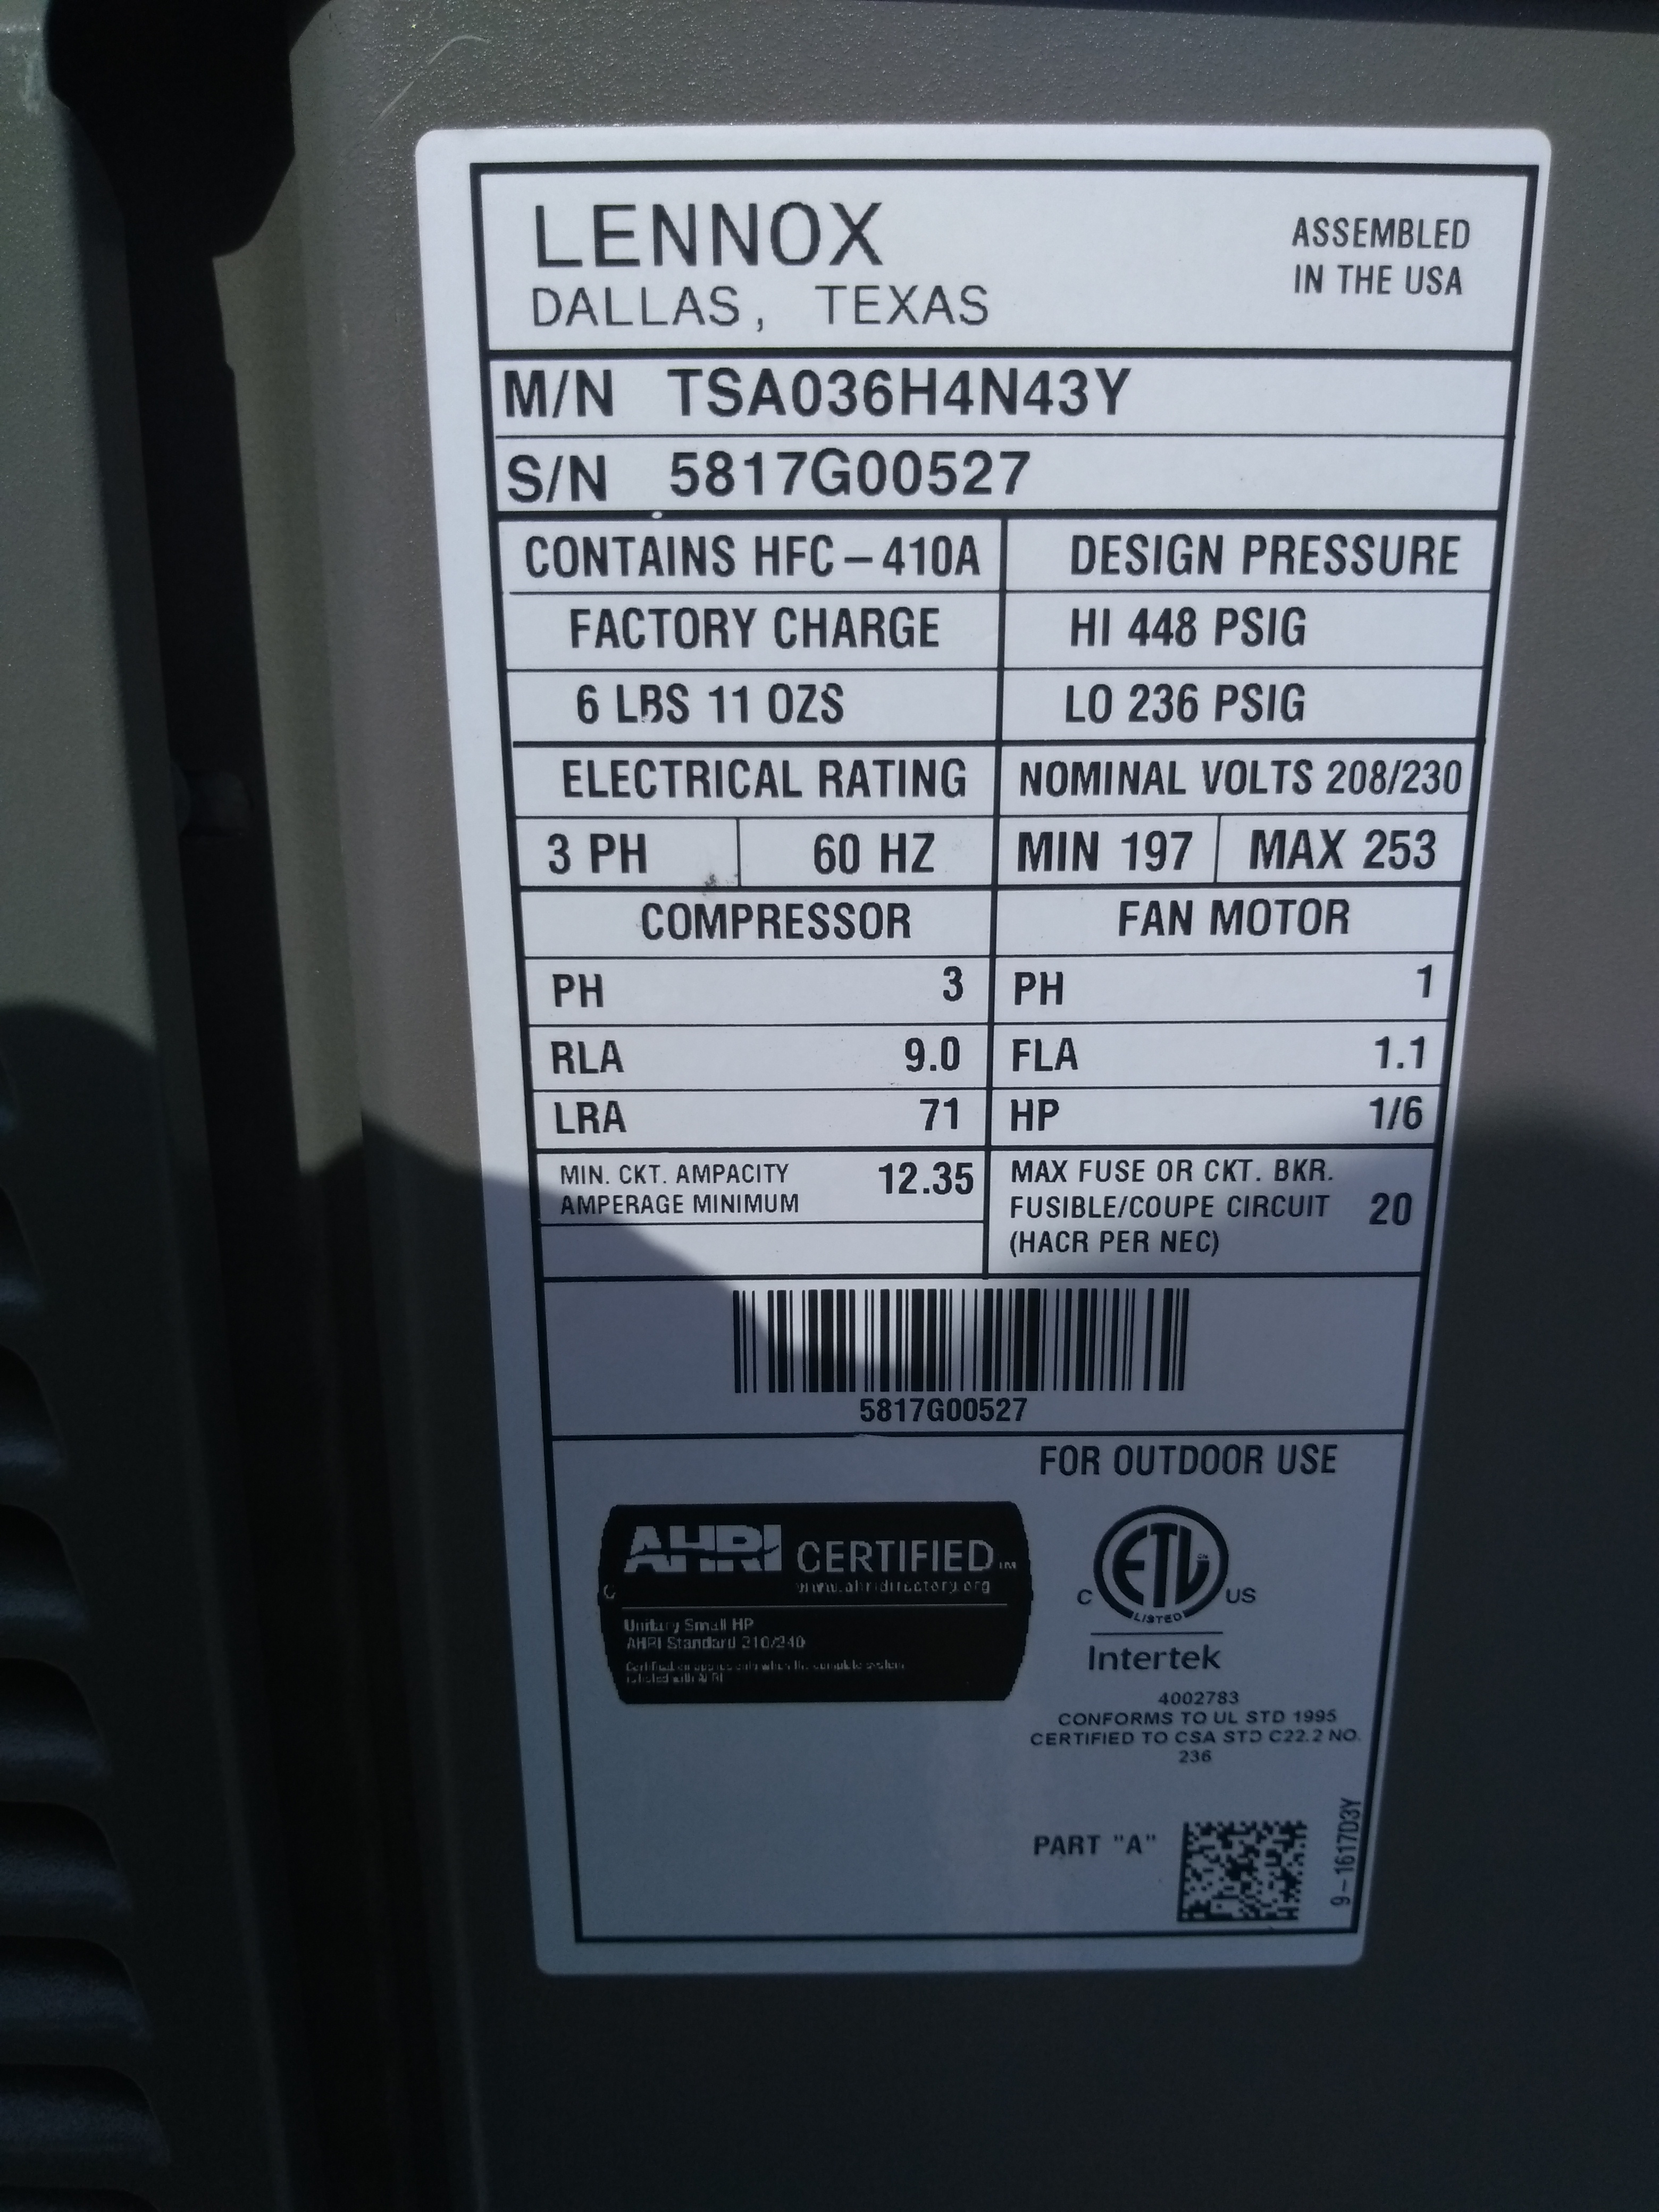 LENNOX
DALLAS, TEXAS
ASSEMBLED
IN THE USA
M/N TSA036H4N43Y
S/N 5817G00527
CONTAINS HFC-410A DESIGN PRESSURE
FACTORY CHARGE HI 448 PSIG
6 LBS 11 OZS LO 236 PSIG
ELECTRICAL RATING NOMINAL VOLTS 208/230
3 PH 60 HZ MIN 197 MAX 253
COMPRESSOR FAN MOTOR
PH 3 PH 1
RLA 9.0 FLA 1.1
LRA 71 HP 1/6
MIN. CKT. AMPACITY
AMPERAGE MINIMUM
12.35
MAX FUSE OR CKT. BKR.
FUSIBLE/COUPE CIRCUIT 20
(HACR PER NEC)
5817G00527
FOR OUTDOOR USE
AHRI CERTIFIED
www.ahridirectory.org
Unitary Small HP
AHRI Standard 210/240
C ETL US
LISTED
Intertek
4002783
CONFORMS TO UL STD 1995
CERTIFIED TO CSA STD C22.2 NO.
236
PART "A"
9-1617D3Y